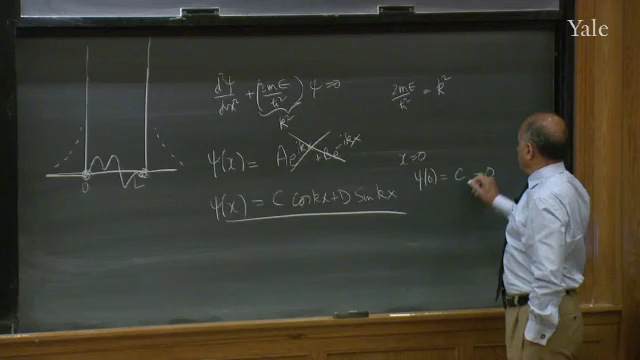 Yale
d²ψ/dx² + (2mE/ħ²) ψ = 0
k²
2mE/ħ² = k²
ψ(x) = Ae^ikx + Be^-ikx
ψ(x) = C cos kx + D sin kx
x=0
ψ(0) = C = 0
0 L